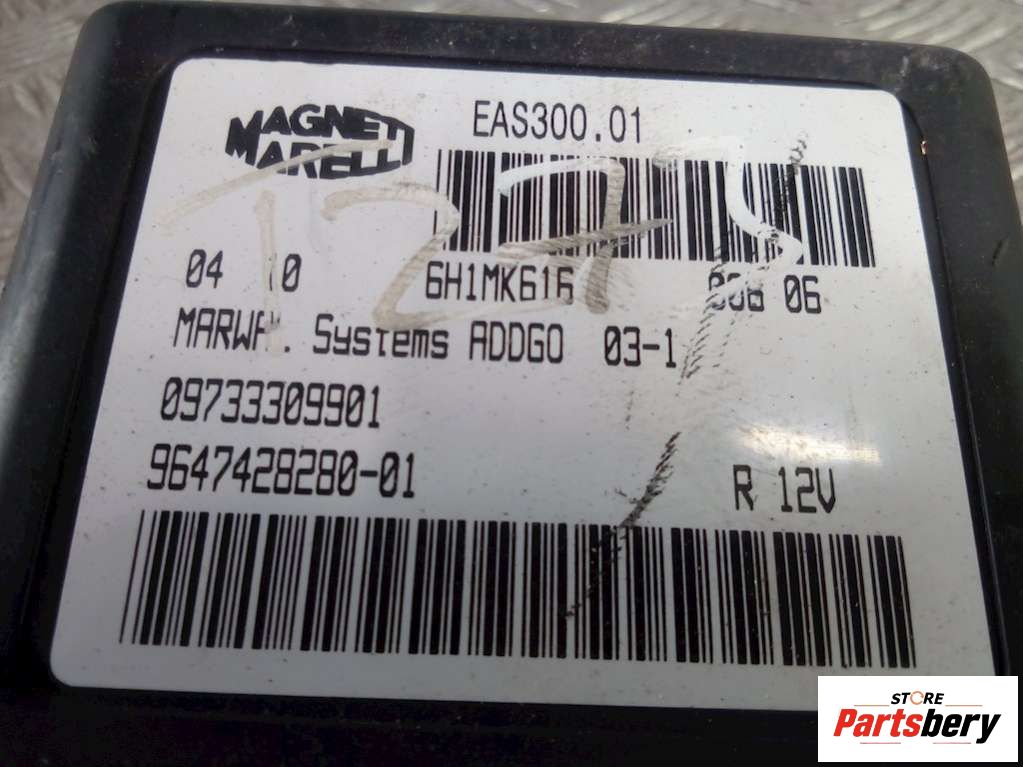 MAGNETI
MARELLI
EAS300.01
04
6H1MK616
06
Systems ADDGO 03-1
09733309901
9647428280-01
R 12V
STORE
Partsbery